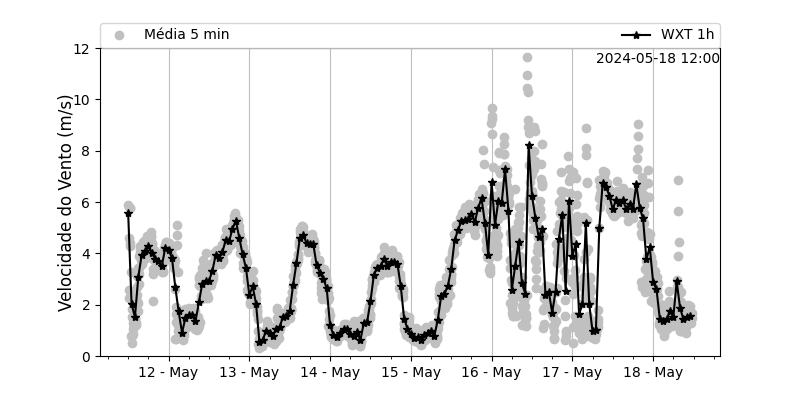 Média 5 min
WXT 1h
2024-05-18 12:00
Velocidade do Vento (m/s)
12
10
8
6
4
2
0
12 - May
13 - May
14 - May
15 - May
16 - May
17 - May
18 - May